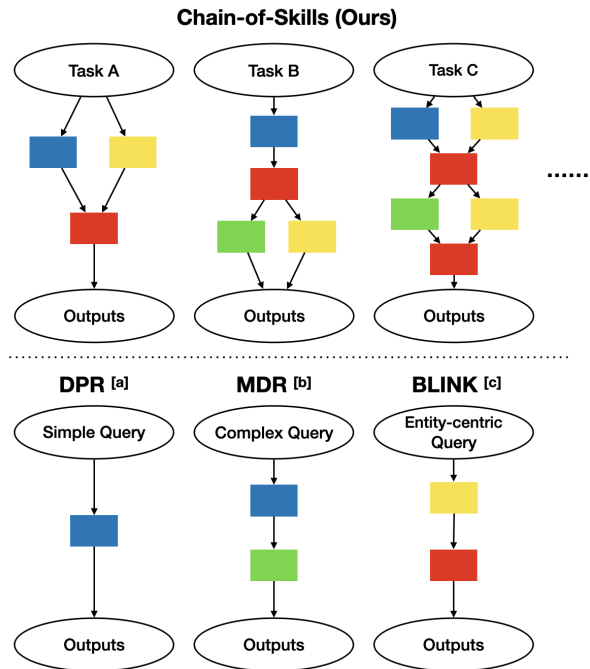 Chain-of-Skills (Ours)
Task A
Task B
Task C
......
Outputs
Outputs
Outputs
DPR [a]
MDR [b]
BLINK [c]
Simple Query
Complex Query
Entity-centric
Query
Outputs
Outputs
Outputs